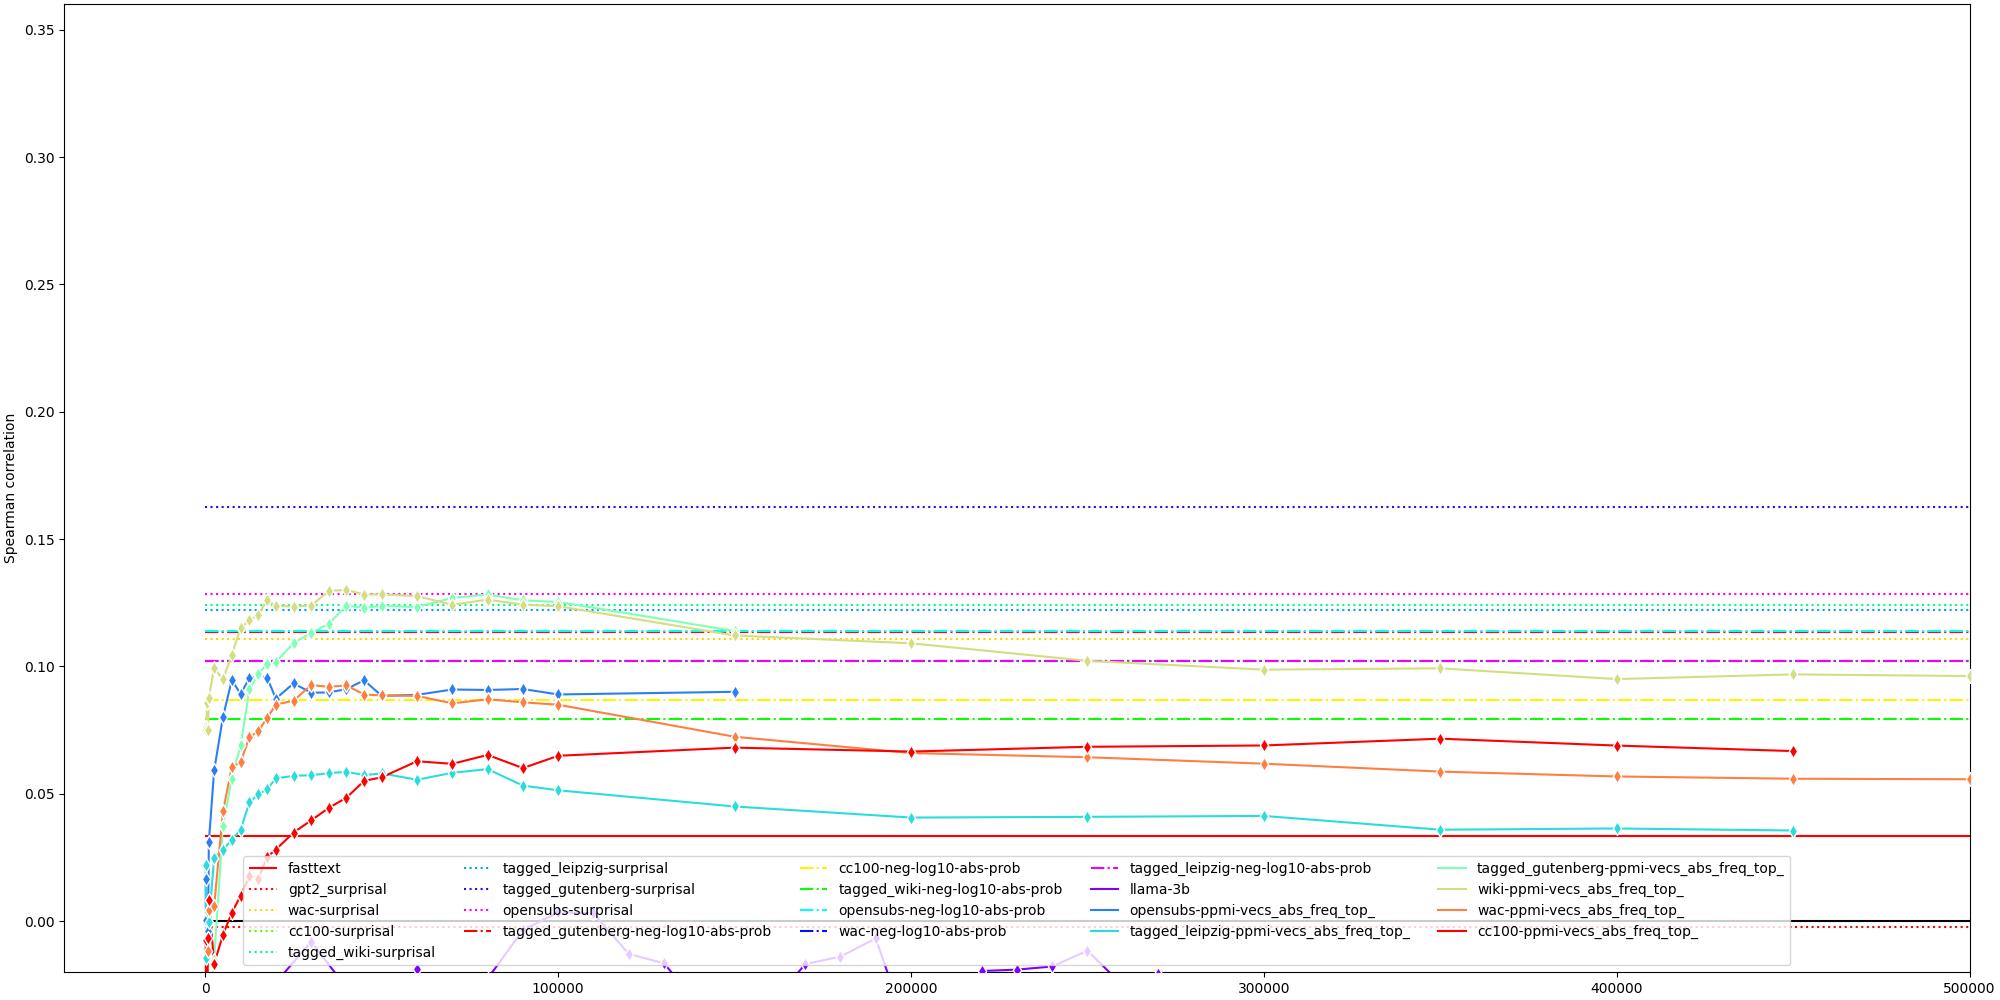 0.35
0.30
0.25
0.20
0.15
0.10
0.05
0.00
Spearman correlation
0
100000
200000
300000
400000
500000
fasttext
gpt2_surprisal
wac-surprisal
cc100-surprisal
tagged_wiki-surprisal
tagged_leipzig-surprisal
tagged_gutenberg-surprisal
opensubs-surprisal
tagged_gutenberg-neg-log10-abs-prob
cc100-neg-log10-abs-prob
tagged_wiki-neg-log10-abs-prob
opensubs-neg-log10-abs-prob
wac-neg-log10-abs-prob
tagged_leipzig-neg-log10-abs-prob
llama-3b
opensubs-ppmi-vecs_abs_freq_top_
tagged_leipzig-ppmi-vecs_abs_freq_top_
tagged_gutenberg-ppmi-vecs_abs_freq_top_
wiki-ppmi-vecs_abs_freq_top_
wac-ppmi-vecs_abs_freq_top_
cc100-ppmi-vecs_abs_freq_top_